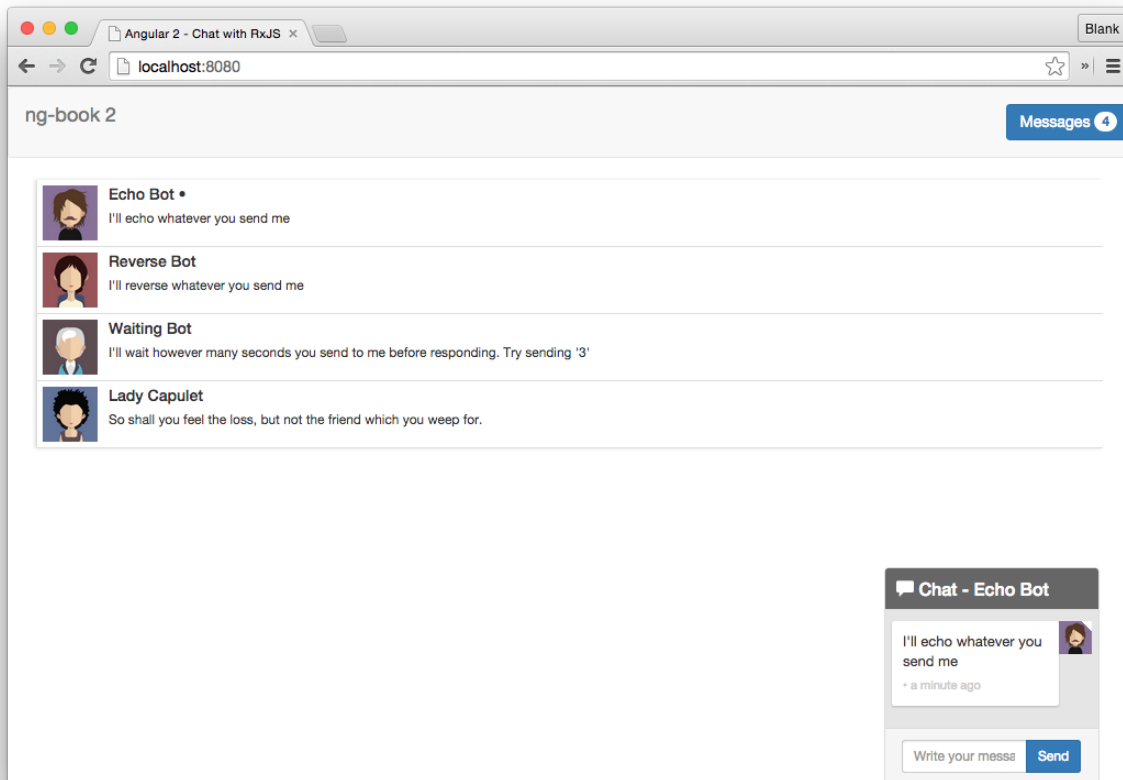 Angular 2 - Chat with RxJS
Blank
localhost:8080
ng-book 2
Messages 4
Echo Bot •
I'll echo whatever you send me
Reverse Bot
I'll reverse whatever you send me
Waiting Bot
I'll wait however many seconds you send to me before responding. Try sending '3'
Lady Capulet
So shall you feel the loss, but not the friend which you weep for.
Chat - Echo Bot
I'll echo whatever you
send me
• a minute ago
Write your messa
Send